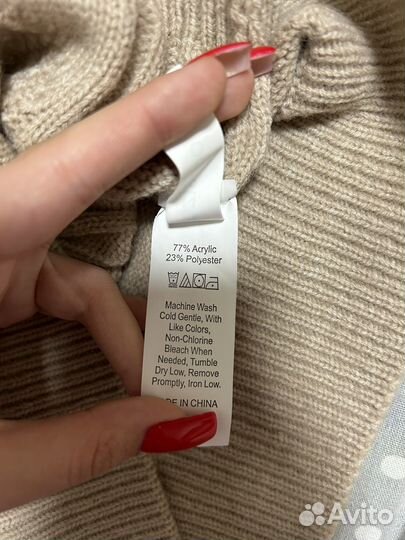 77% Acrylic
23% Polyester
Machine Wash
Cold Gentle, With
Like Colors,
Non-Chlorine
Bleach When
Needed, Tumble
Dry Low, Remove
Promptly, Iron Low.
DE IN CHINA
Avito